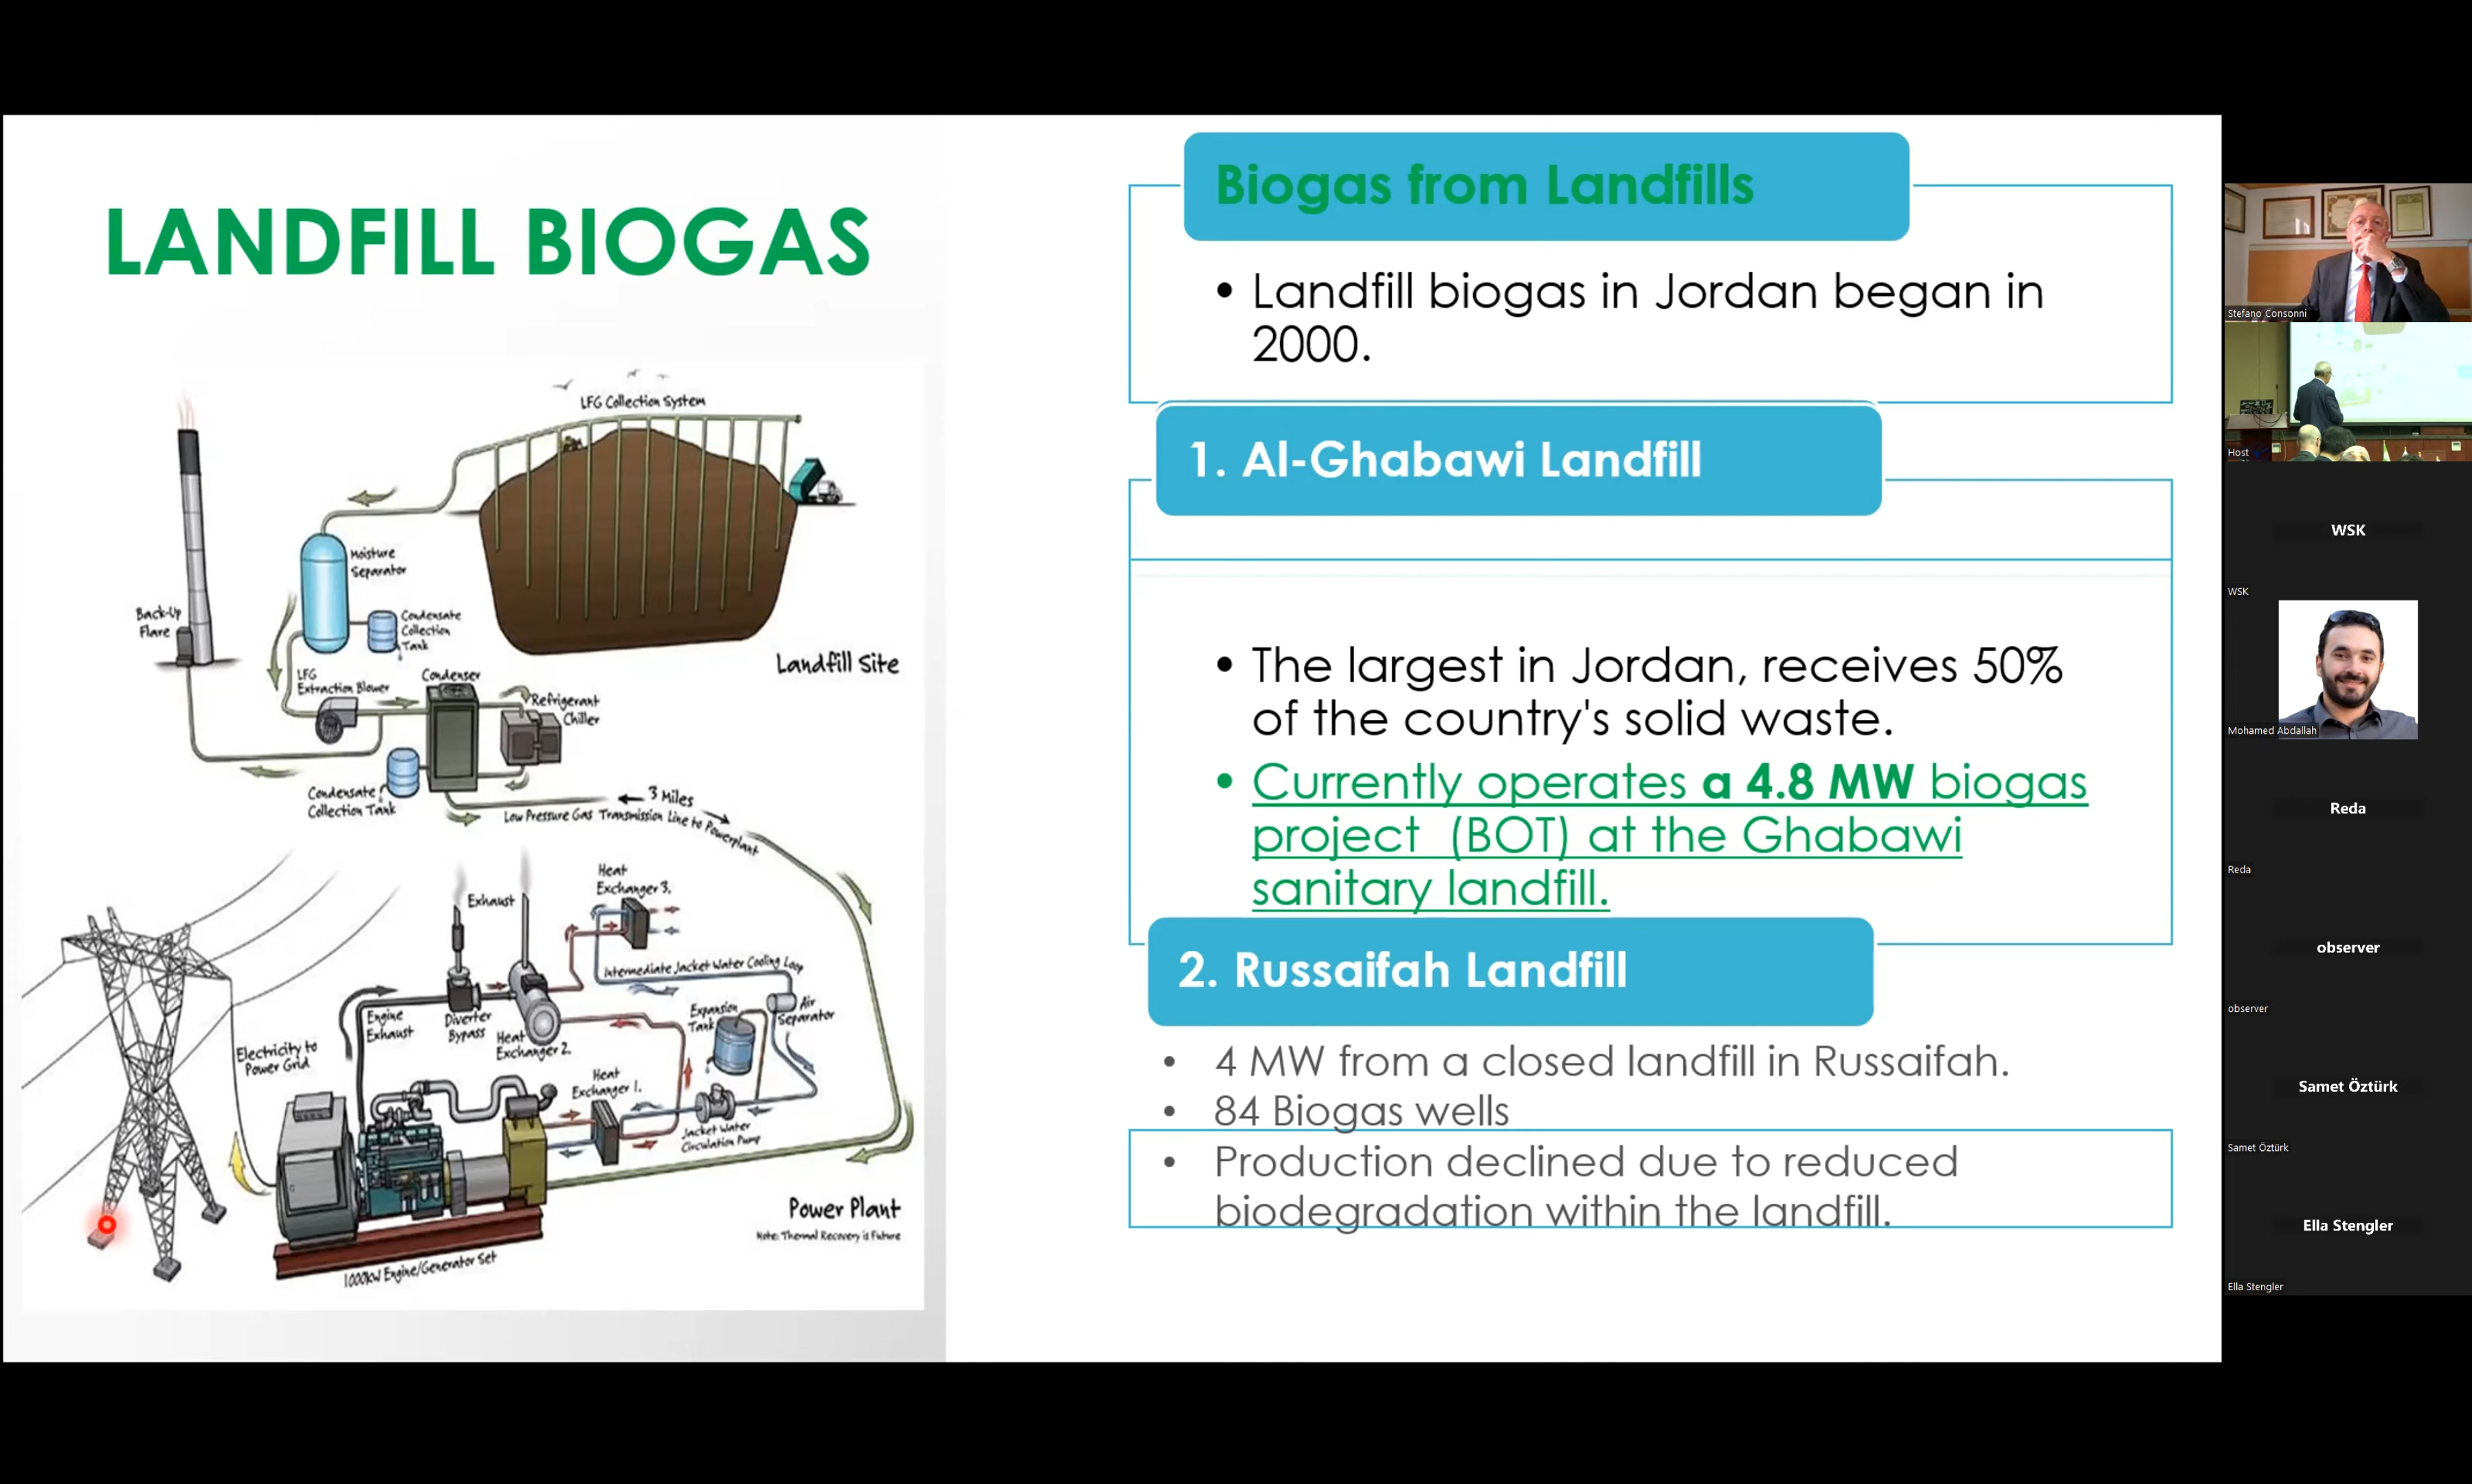 LANDFILL BIOGAS
LFG Collection System
Moisture
Separator
Back-Up
Flare
Condensate
Collection
Tank
Landfill Site
LFG
Extraction Blower
Condenser
Refrigerant
Chiller
Condensate
Collection Tank
3 Miles
Low Pressure Gas Transmission Line to Powerplant
Heat
Exchanger 3.
Exhaust
Intermediate Jacket Water Cooling Loop
Engine
Exhaust
Diverter
Bypass
Heat
Exchanger 2.
Expansion
Tank
Air
Separator
Electricity to
Power Grid
Heat
Exchanger 1.
Jacket Water
Circulation Pump
Power Plant
Note: Thermal Recovery is Future
1000kW Engine/Generator Set
Biogas from Landfills
• Landfill biogas in Jordan began in
2000.
1. Al-Ghabawi Landfill
• The largest in Jordan, receives 50%
of the country's solid waste.
• Currently operates a 4.8 MW biogas
project (BOT) at the Ghabawi
sanitary landfill.
2. Russaifah Landfill
• 4 MW from a closed landfill in Russaifah.
• 84 Biogas wells
• Production declined due to reduced
biodegradation within the landfill.
Stefano Consonni
Host
WSK
WSK
Mohamed Abdallah
Reda
Reda
observer
observer
Samet Öztürk
Samet Öztürk
Ella Stengler
Ella Stengler